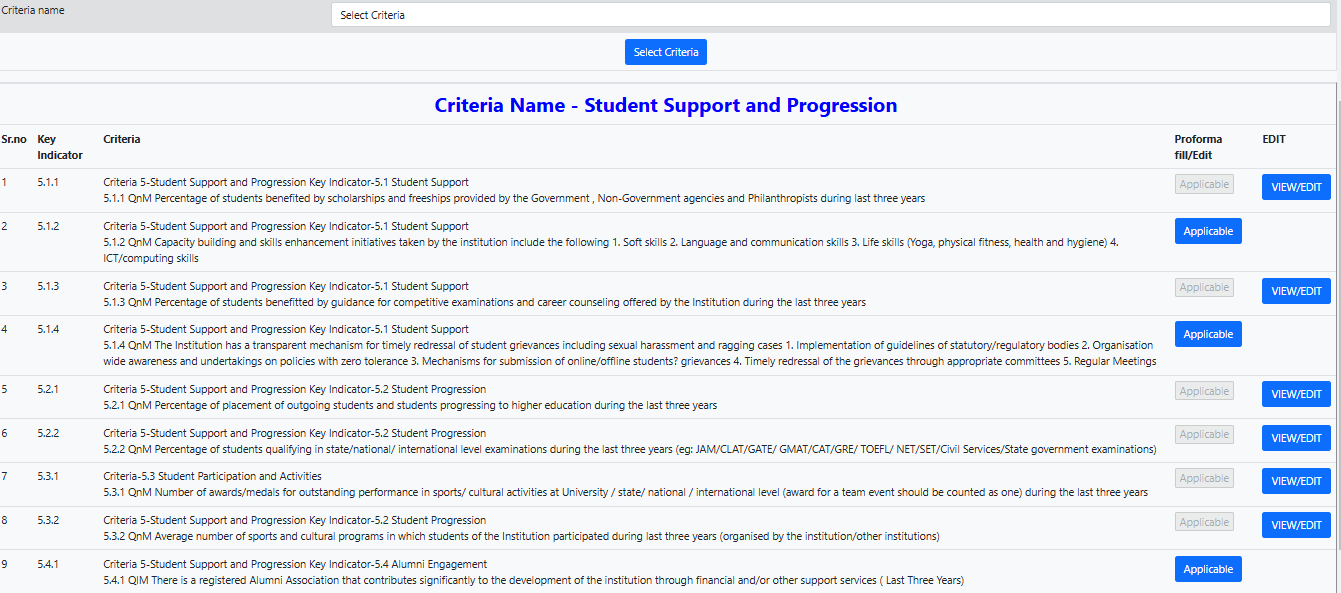 Criteria name
Select Criteria
Select Criteria
Criteria Name - Student Support and Progression
Sr.no Key Indicator Criteria Proforma fill/Edit EDIT
1 5.1.1 Criteria 5-Student Support and Progression Key Indicator-5.1 Student Support Applicable VIEW/EDIT
5.1.1 QnM Percentage of students benefited by scholarships and freeships provided by the Government , Non-Government agencies and Philanthropists during last three years
2 5.1.2 Criteria 5-Student Support and Progression Key Indicator-5.1 Student Support Applicable
5.1.2 QnM Capacity building and skills enhancement initiatives taken by the institution include the following 1. Soft skills 2. Language and communication skills 3. Life skills (Yoga, physical fitness, health and hygiene) 4.
ICT/computing skills
3 5.1.3 Criteria 5-Student Support and Progression Key Indicator-5.1 Student Support Applicable VIEW/EDIT
5.1.3 QnM Percentage of students benefitted by guidance for competitive examinations and career counseling offered by the Institution during the last three years
4 5.1.4 Criteria 5-Student Support and Progression Key Indicator-5.1 Student Support Applicable
5.1.4 QnM The Institution has a transparent mechanism for timely redressal of student grievances including sexual harassment and ragging cases 1. Implementation of guidelines of statutory/regulatory bodies 2. Organisation
wide awareness and undertakings on policies with zero tolerance 3. Mechanisms for submission of online/offline students? grievances 4. Timely redressal of the grievances through appropriate committees 5. Regular Meetings
5 5.2.1 Criteria 5-Student Support and Progression Key Indicator-5.2 Student Progression Applicable VIEW/EDIT
5.2.1 QnM Percentage of placement of outgoing students and students progressing to higher education during the last three years
6 5.2.2 Criteria 5-Student Support and Progression Key Indicator-5.2 Student Progression Applicable VIEW/EDIT
5.2.2 QnM Percentage of students qualifying in state/national/ international level examinations during the last three years (eg: JAM/CLAT/GATE/ GMAT/CAT/GRE/ TOEFL/ NET/SET/Civil Services/State government examinations)
7 5.3.1 Criteria-5.3 Student Participation and Activities Applicable VIEW/EDIT
5.3.1 QnM Number of awards/medals for outstanding performance in sports/ cultural activities at University / state/ national / international level (award for a team event should be counted as one) during the last three years
8 5.3.2 Criteria 5-Student Support and Progression Key Indicator-5.2 Student Progression Applicable VIEW/EDIT
5.3.2 QnM Average number of sports and cultural programs in which students of the Institution participated during last three years (organised by the institution/other institutions)
9 5.4.1 Criteria 5-Student Support and Progression Key Indicator-5.4 Alumni Engagement Applicable
5.4.1 QlM There is a registered Alumni Association that contributes significantly to the development of the institution through financial and/or other support services ( Last Three Years)